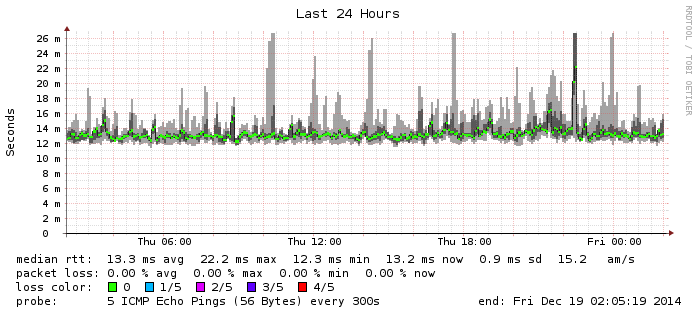 Last 24 Hours
RRDTOOL / TOBI OETIKER
Seconds
26 m
24 m
22 m
20 m
18 m
16 m
14 m
12 m
10 m
8 m
6 m
4 m
2 m
0
Thu 06:00 Thu 12:00 Thu 18:00 Fri 00:00
median rtt: 13.3 ms avg 22.2 ms max 12.3 ms min 13.2 ms now 0.9 ms sd 15.2 am/s
packet loss: 0.00 % avg 0.00 % max 0.00 % min 0.00 % now
loss color: 0 1/5 2/5 3/5 4/5
probe: 5 ICMP Echo Pings (56 Bytes) every 300s end: Fri Dec 19 02:05:19 2014